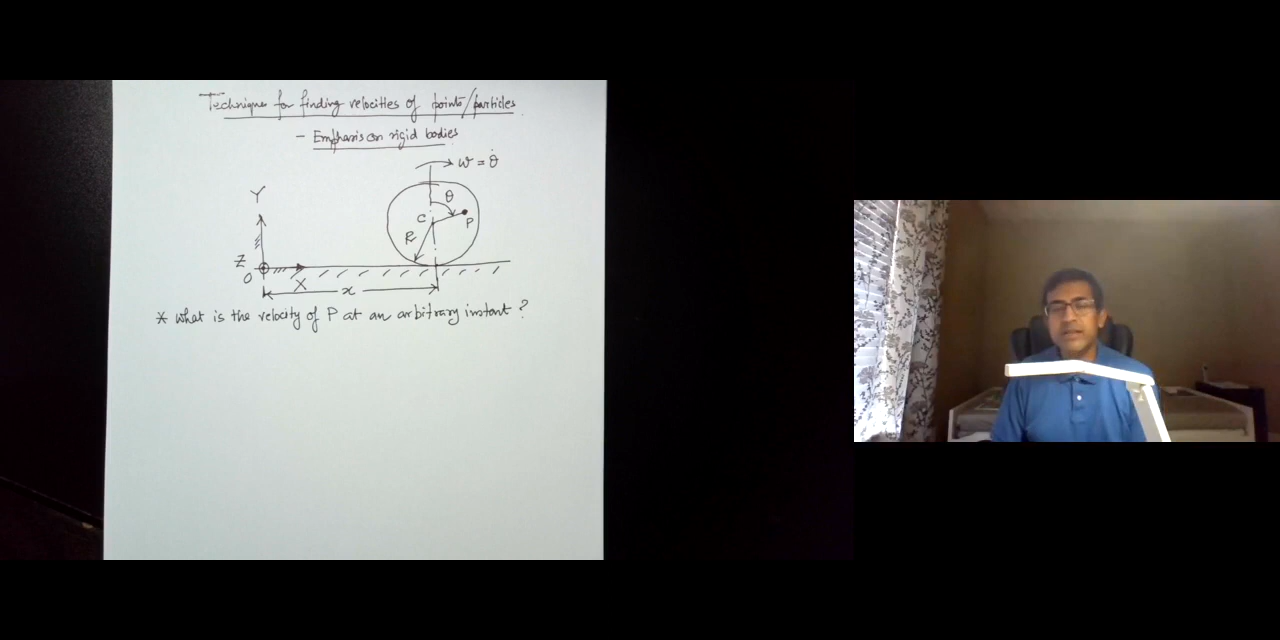 Technique for finding velocities of points/particles
- Emphasis on rigid bodies
ω = θ̇
Y
θ
C
P
R
Z
O
X
x
* What is the velocity of P at an arbitrary instant ?